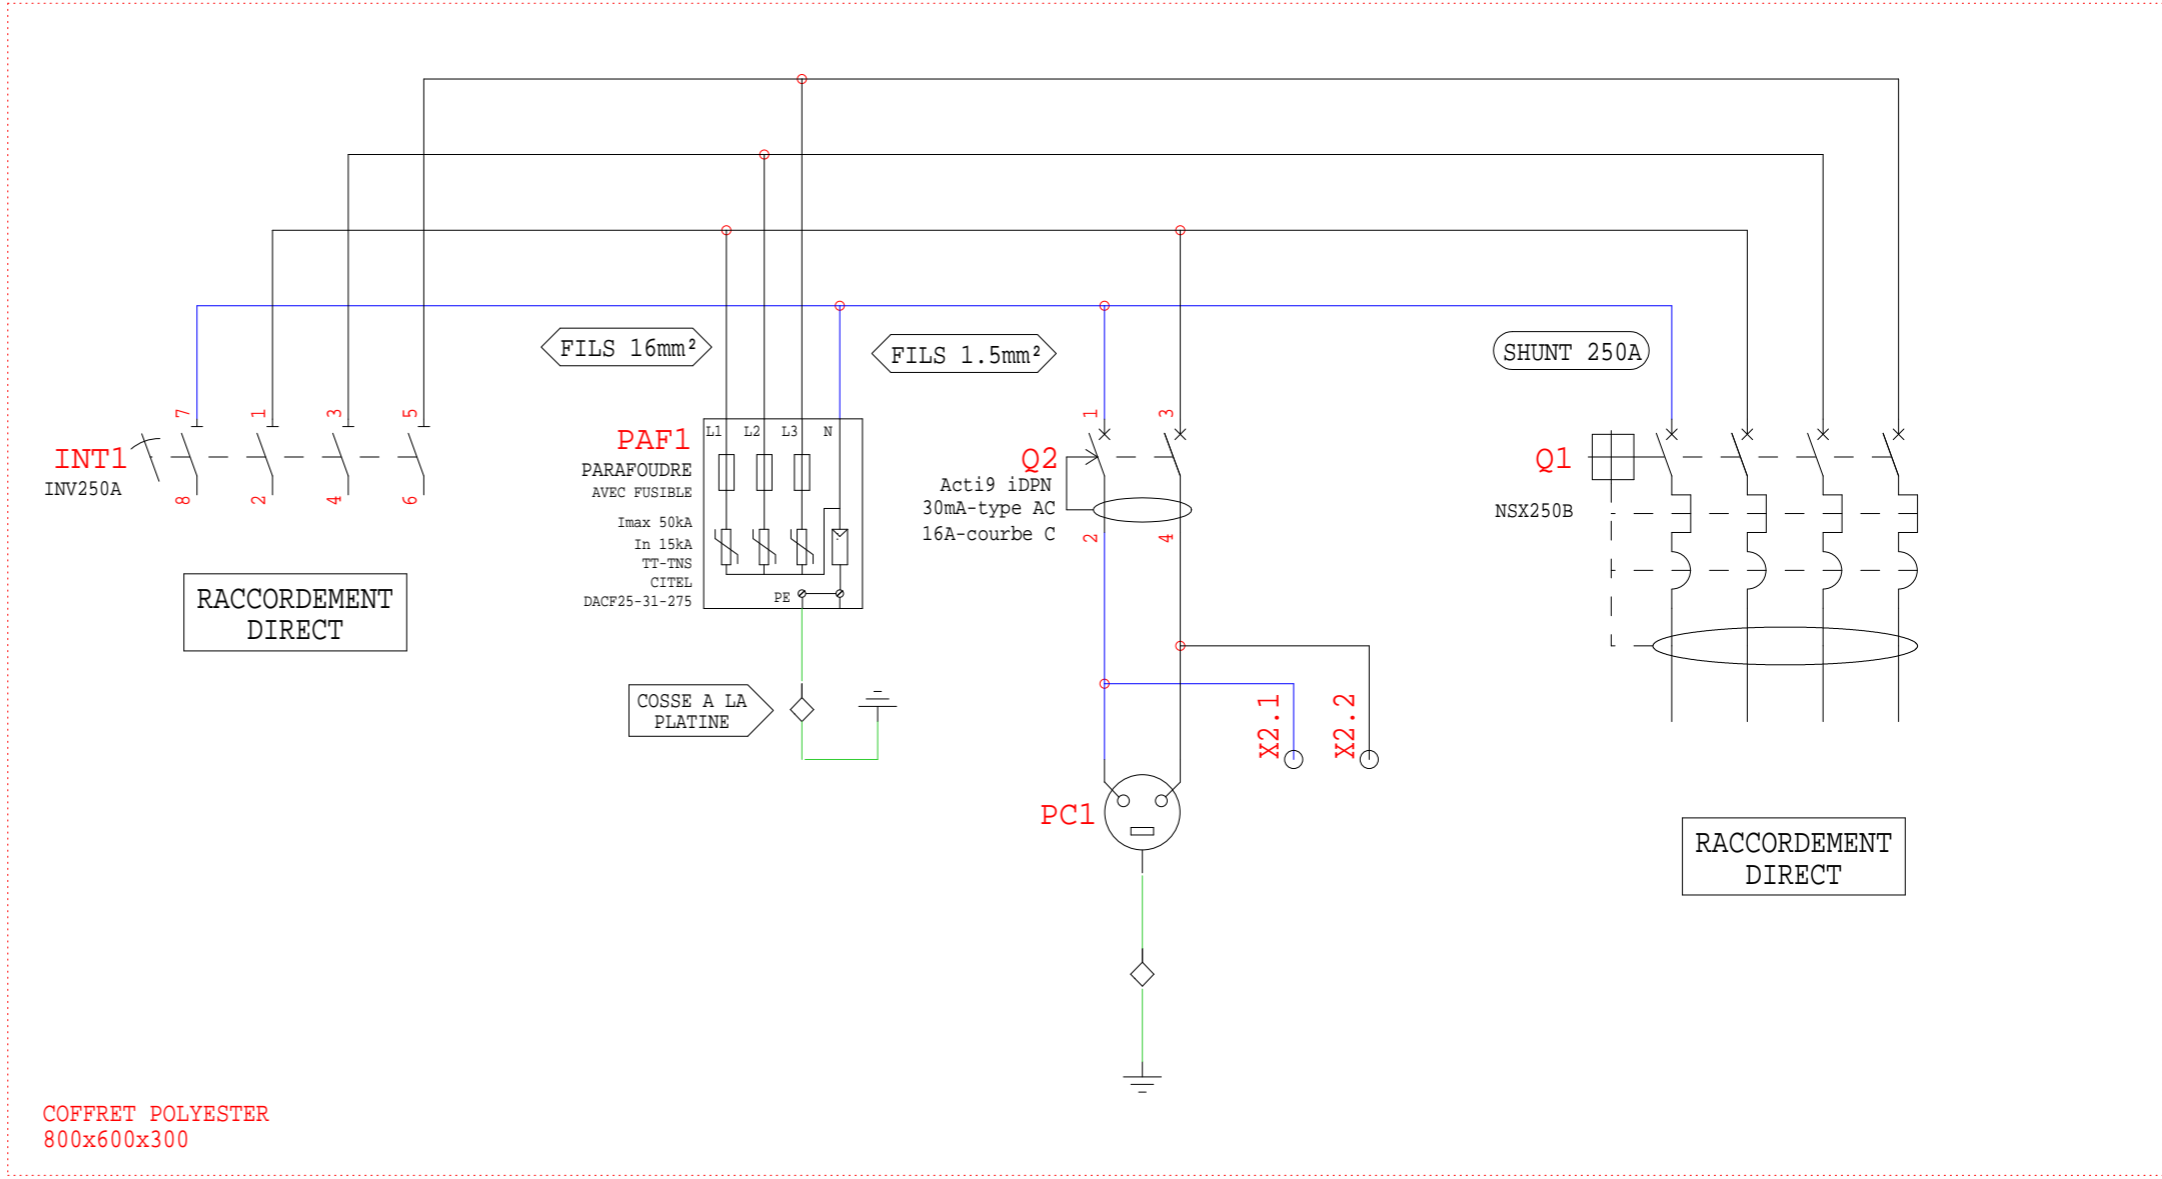 FILS 16mm²
FILS 1.5mm²
SHUNT 250A
7
1
3
5
INT1
INV250A
8
2
4
6
RACCORDEMENT
DIRECT
PAF1
PARAFOUDRE
AVEC FUSIBLE
Imax 50kA
In 15kA
TT-TNS
CITEL
DACF25-31-275
L1
L2
L3
N
PE
COSSE A LA
PLATINE
1
3
Q2
Acti9 iDPN
30mA-type AC
16A-courbe C
2
4
X2.1
X2.2
PC1
Q1
NSX250B
RACCORDEMENT
DIRECT
COFFRET POLYESTER
800x600x300